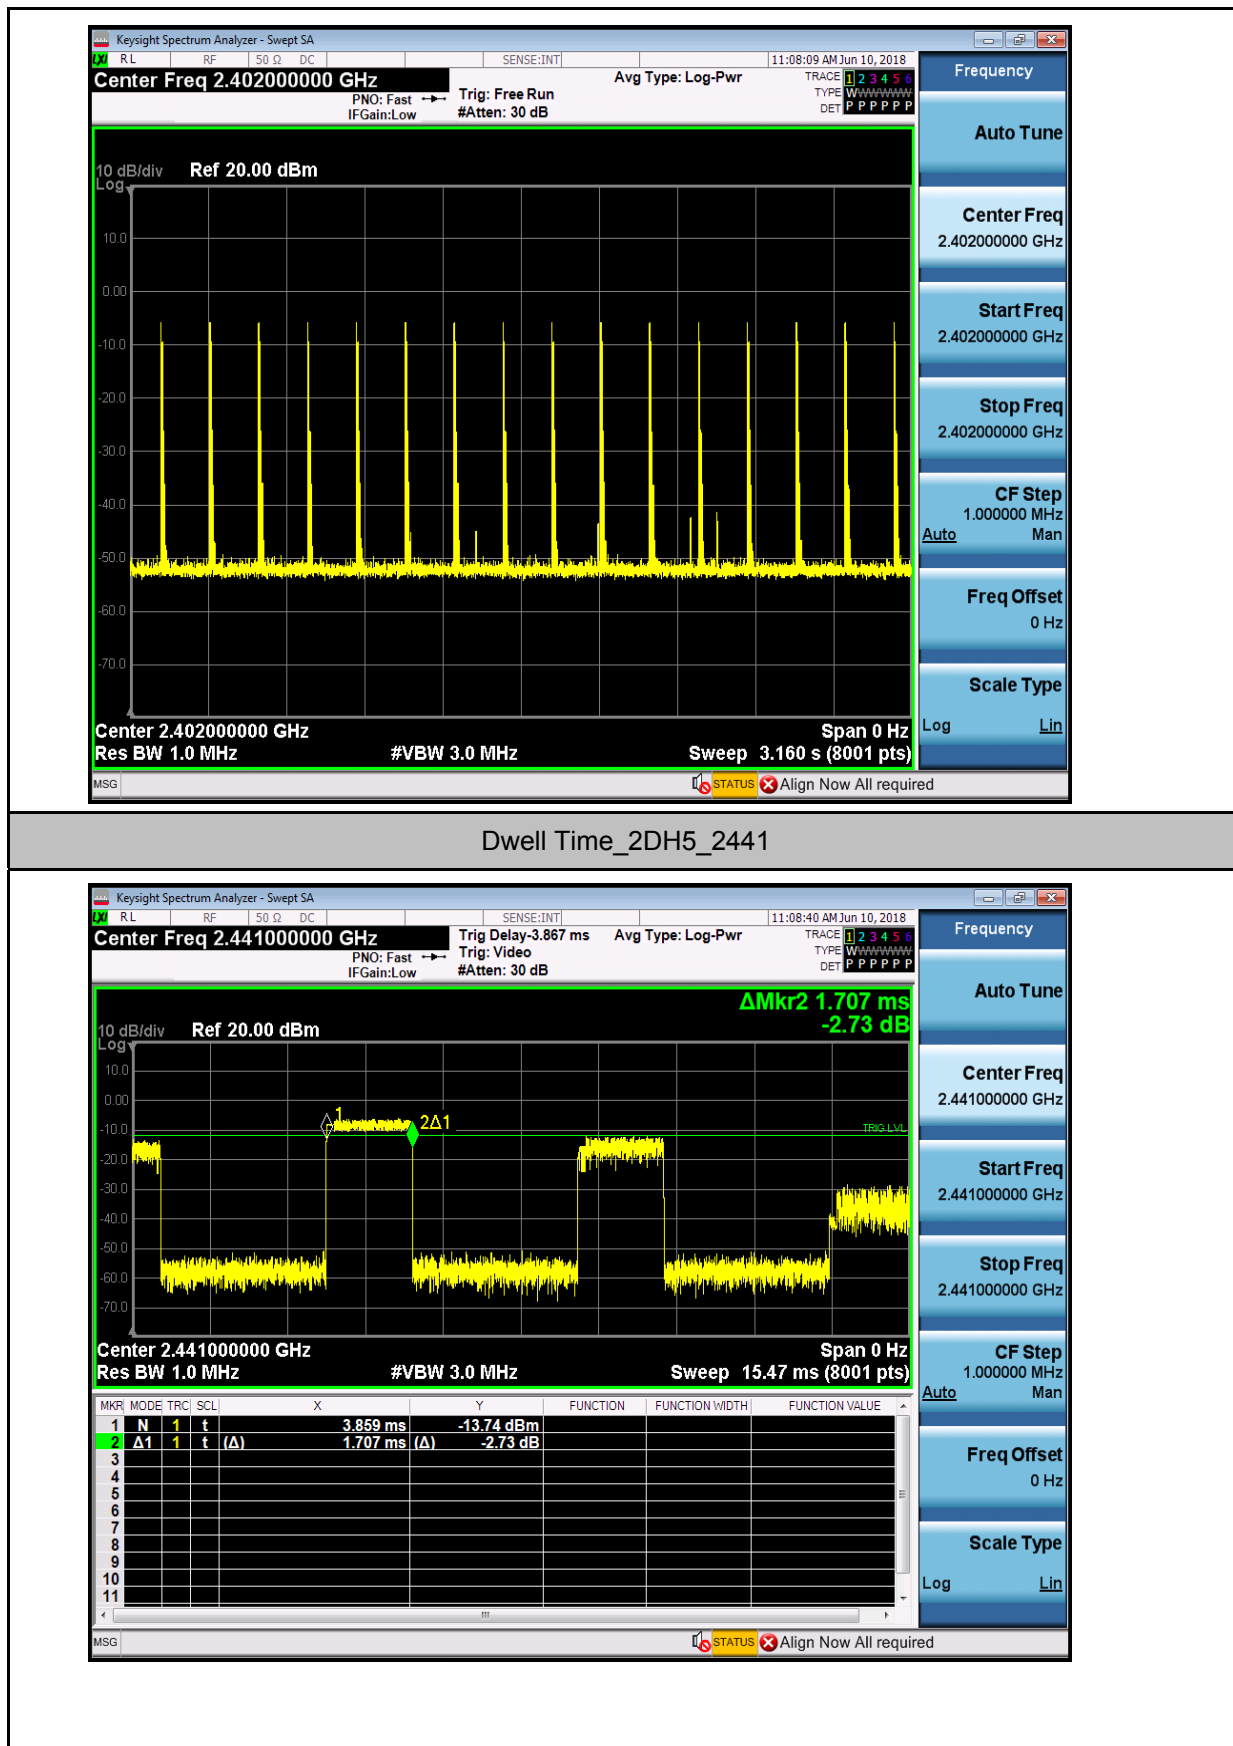 Keysight Spectrum Analyzer - Swept SA
LXI RL RF 50 Ω DC SENSE:INT 11:08:09 AM Jun 10, 2018
Center Freq 2.402000000 GHz
PNO: Fast
IFGain:Low
Trig: Free Run
#Atten: 30 dB
Avg Type: Log-Pwr
TRACE 1 2 3 4 5 6
TYPE WWWWWW
DET P P P P P P
10 dB/div Ref 20.00 dBm
Log
10.0
0.00
-10.0
-20.0
-30.0
-40.0
-50.0
-60.0
-70.0
Center 2.402000000 GHz Span 0 Hz
Res BW 1.0 MHz #VBW 3.0 MHz Sweep 3.160 s (8001 pts)
MSG STATUS Align Now All required
Frequency
Auto Tune
Center Freq
2.402000000 GHz
Start Freq
2.402000000 GHz
Stop Freq
2.402000000 GHz
CF Step
1.000000 MHz
Auto Man
Freq Offset
0 Hz
Scale Type
Log Lin
Dwell Time_2DH5_2441
Keysight Spectrum Analyzer - Swept SA
LXI RL RF 50 Ω DC SENSE:INT 11:08:40 AM Jun 10, 2018
Center Freq 2.441000000 GHz
PNO: Fast
IFGain:Low
Trig Delay-3.867 ms
Trig: Video
#Atten: 30 dB
Avg Type: Log-Pwr
TRACE 1 2 3 4 5 6
TYPE WWWWWW
DET P P P P P P
ΔMkr2 1.707 ms
-2.73 dB
10 dB/div Ref 20.00 dBm
Log
10.0
0.00
-10.0
-20.0
-30.0
-40.0
-50.0
-60.0
-70.0
1
2Δ1
TRIG LVL
Center 2.441000000 GHz Span 0 Hz
Res BW 1.0 MHz #VBW 3.0 MHz Sweep 15.47 ms (8001 pts)
MKR MODE TRC SCL X Y FUNCTION FUNCTION WIDTH FUNCTION VALUE
1 N 1 t 3.859 ms -13.74 dBm
2 Δ1 1 t (Δ) 1.707 ms (Δ) -2.73 dB
3
4
5
6
7
8
9
10
11
MSG STATUS Align Now All required
Frequency
Auto Tune
Center Freq
2.441000000 GHz
Start Freq
2.441000000 GHz
Stop Freq
2.441000000 GHz
CF Step
1.000000 MHz
Auto Man
Freq Offset
0 Hz
Scale Type
Log Lin